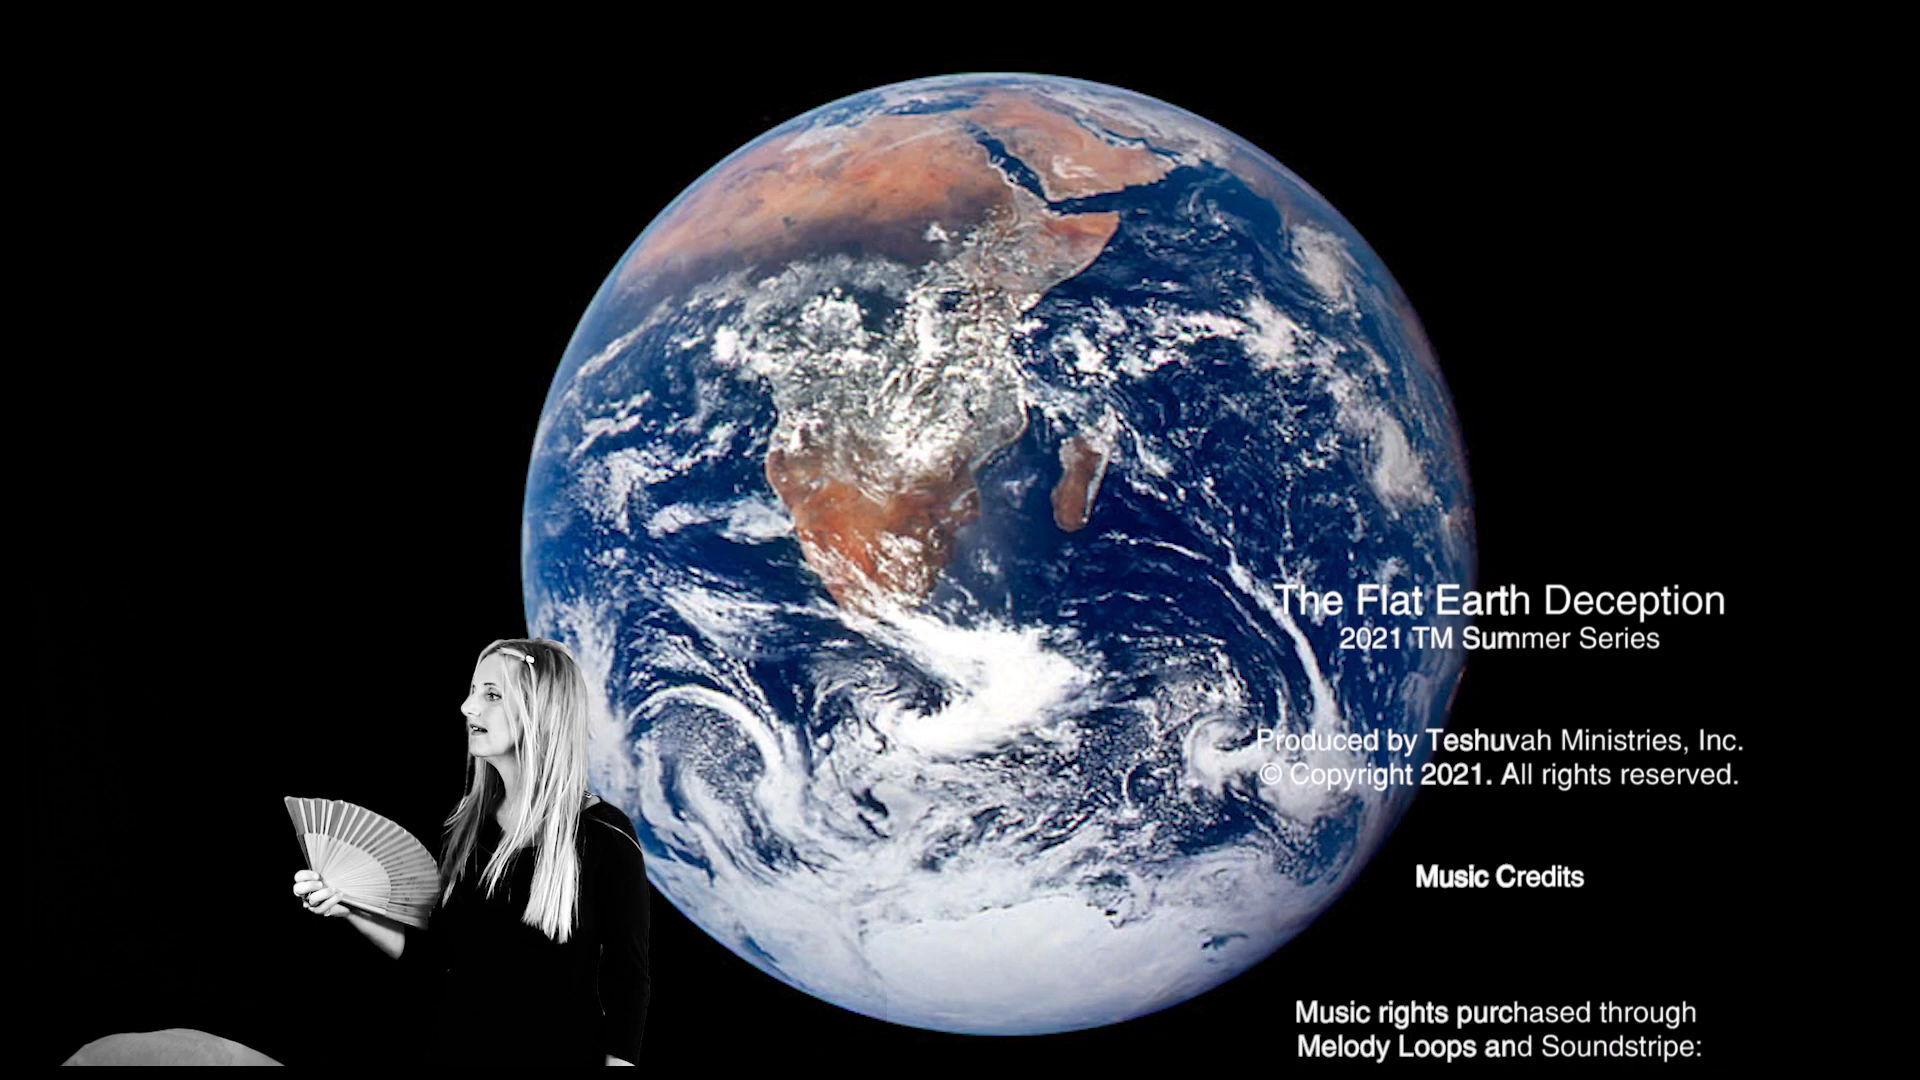 The Flat Earth Deception
2021 TM Summer Series
Produced by Teshuvah Ministries, Inc.
© Copyright 2021. All rights reserved.
Music Credits
Music rights purchased through
Melody Loops and Soundstripe: